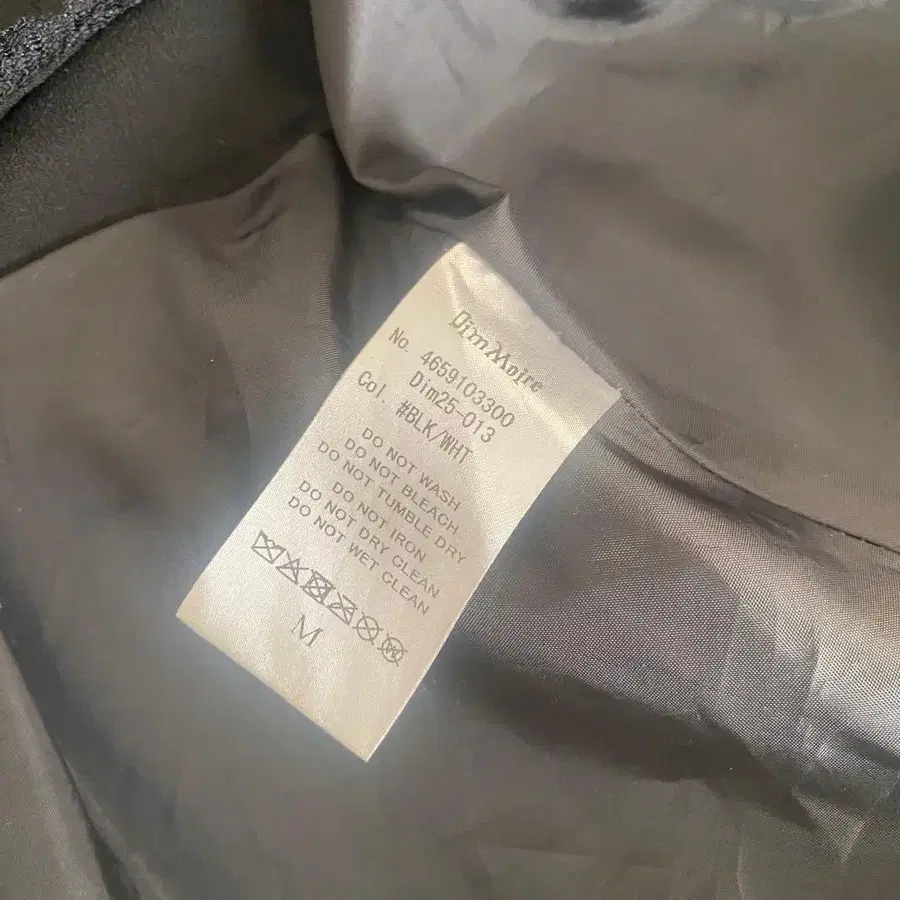 DimMoire
No. 4659103300
Dim25-013
Col. #BLK/WHT
DO NOT WASH
DO NOT BLEACH
DO NOT TUMBLE DRY
DO NOT IRON
DO NOT DRY CLEAN
DO NOT WET CLEAN
M